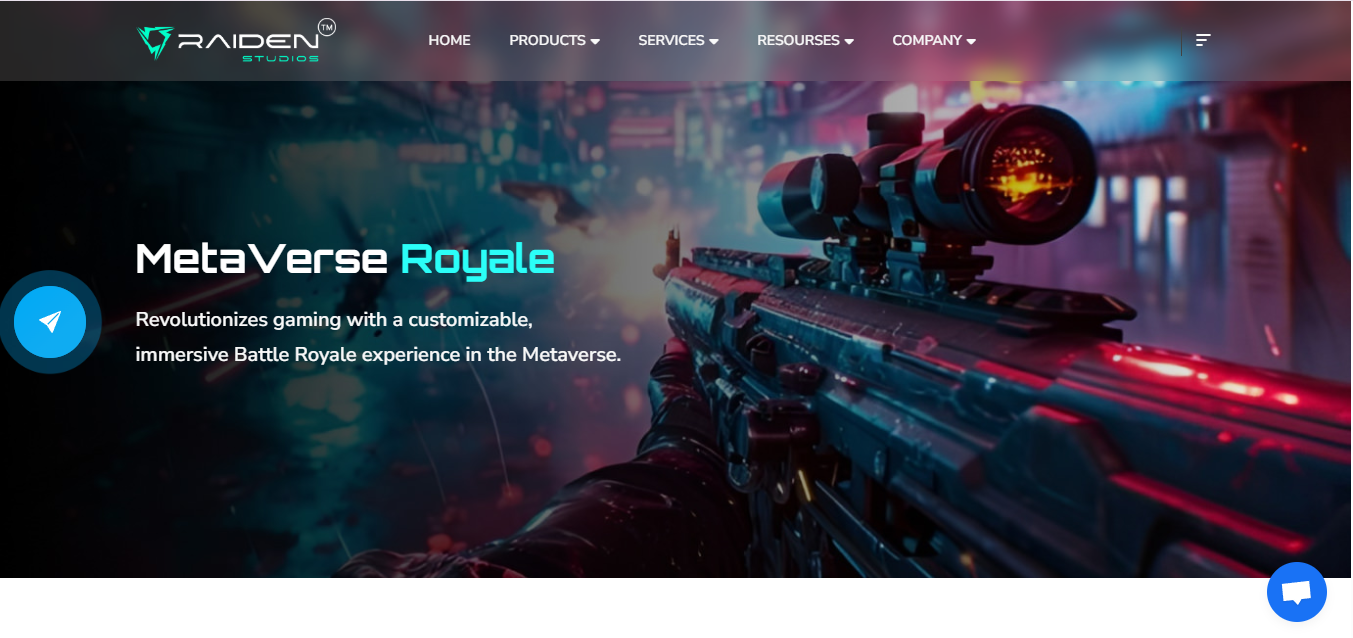 RAIDEN TM
STUDIOS
HOME PRODUCTS SERVICES RESOURSES COMPANY
MetaVerse Royale
Revolutionizes gaming with a customizable,
immersive Battle Royale experience in the Metaverse.